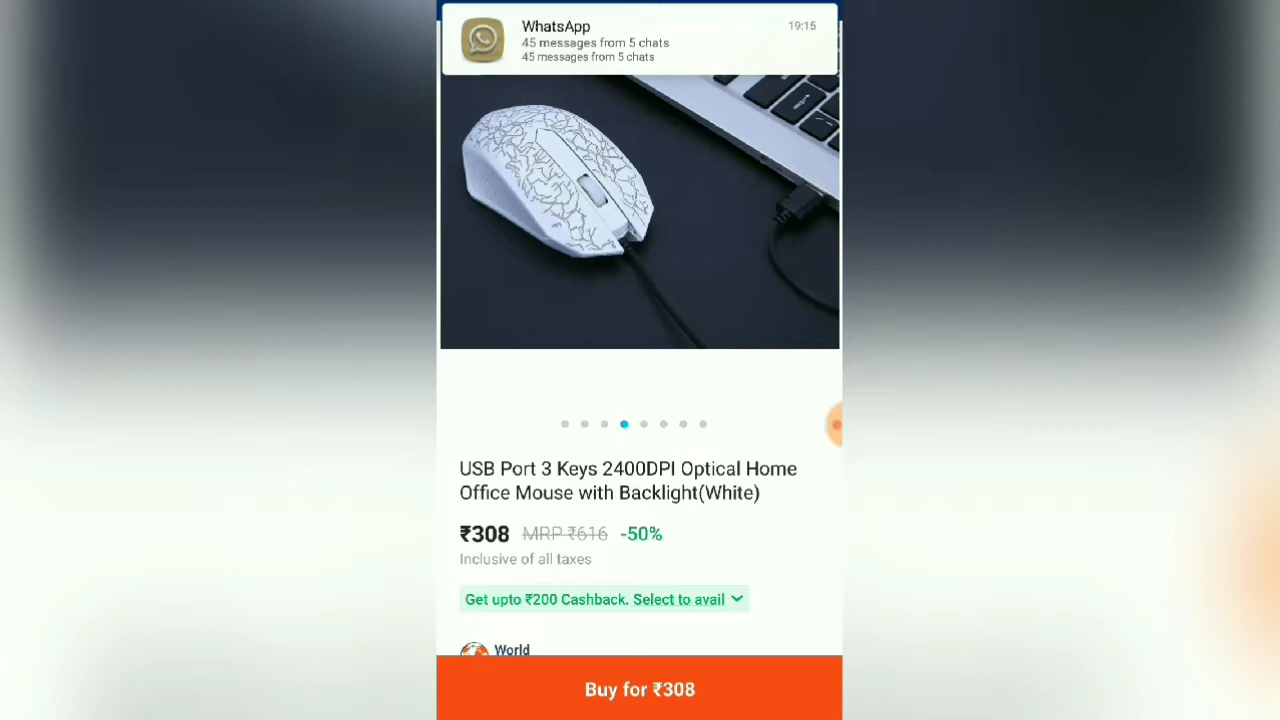 WhatsApp
19:15
45 messages from 5 chats
45 messages from 5 chats
USB Port 3 Keys 2400DPI Optical Home
Office Mouse with Backlight(White)
₹308 MRP ₹616 -50%
Inclusive of all taxes
Get upto ₹200 Cashback. Select to avail
World
Buy for ₹308